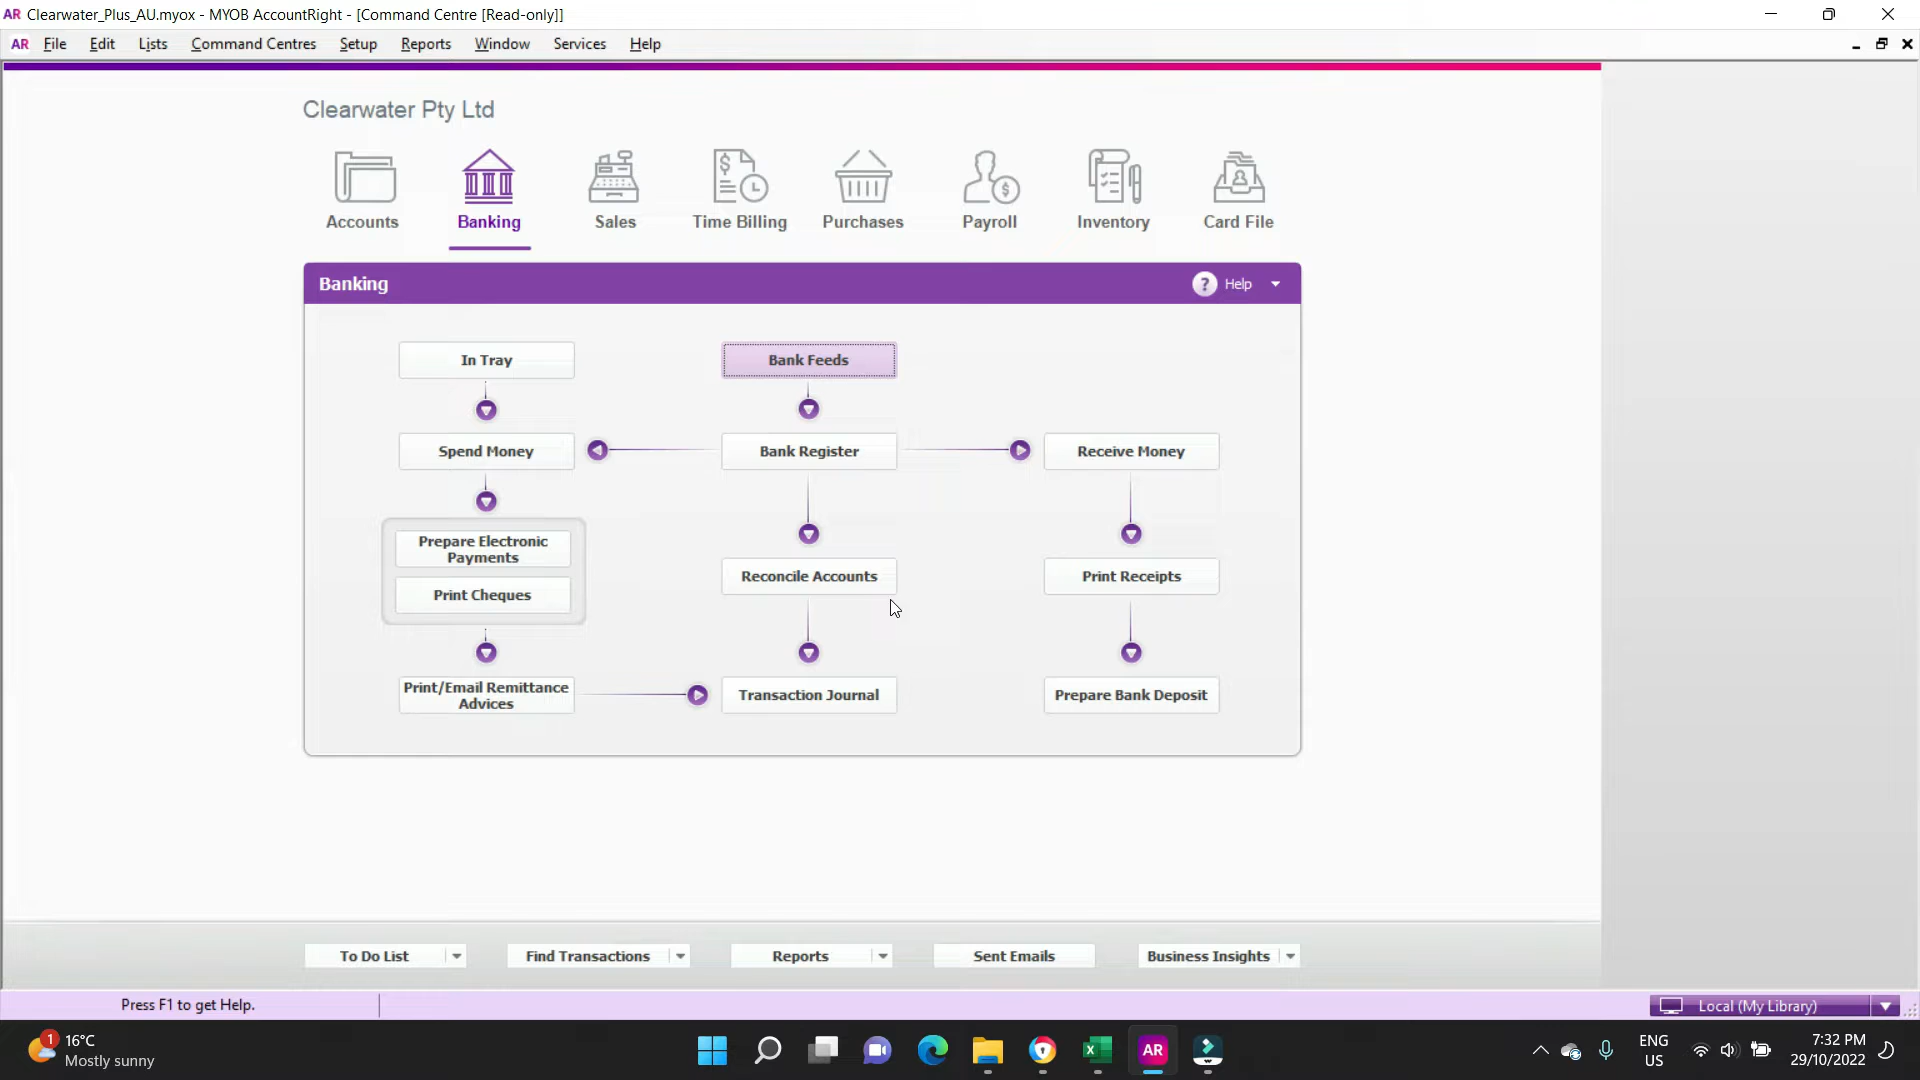 AR Clearwater_Plus_AU.myox - MYOB AccountRight - [Command Centre [Read-only]]
AR File Edit Lists Command Centres Setup Reports Window Services Help
Clearwater Pty Ltd
Accounts Banking Sales Time Billing Purchases Payroll Inventory Card File
Banking ? Help
In Tray Bank Feeds
Spend Money Bank Register Receive Money
Prepare Electronic
Payments
Reconcile Accounts Print Receipts
Print Cheques
Print/Email Remittance
Advices
Transaction Journal Prepare Bank Deposit
To Do List Find Transactions Reports Sent Emails Business Insights
Press F1 to get Help. Local (My Library)
1 16°C
Mostly sunny
AR
ENG
US
7:32 PM
29/10/2022